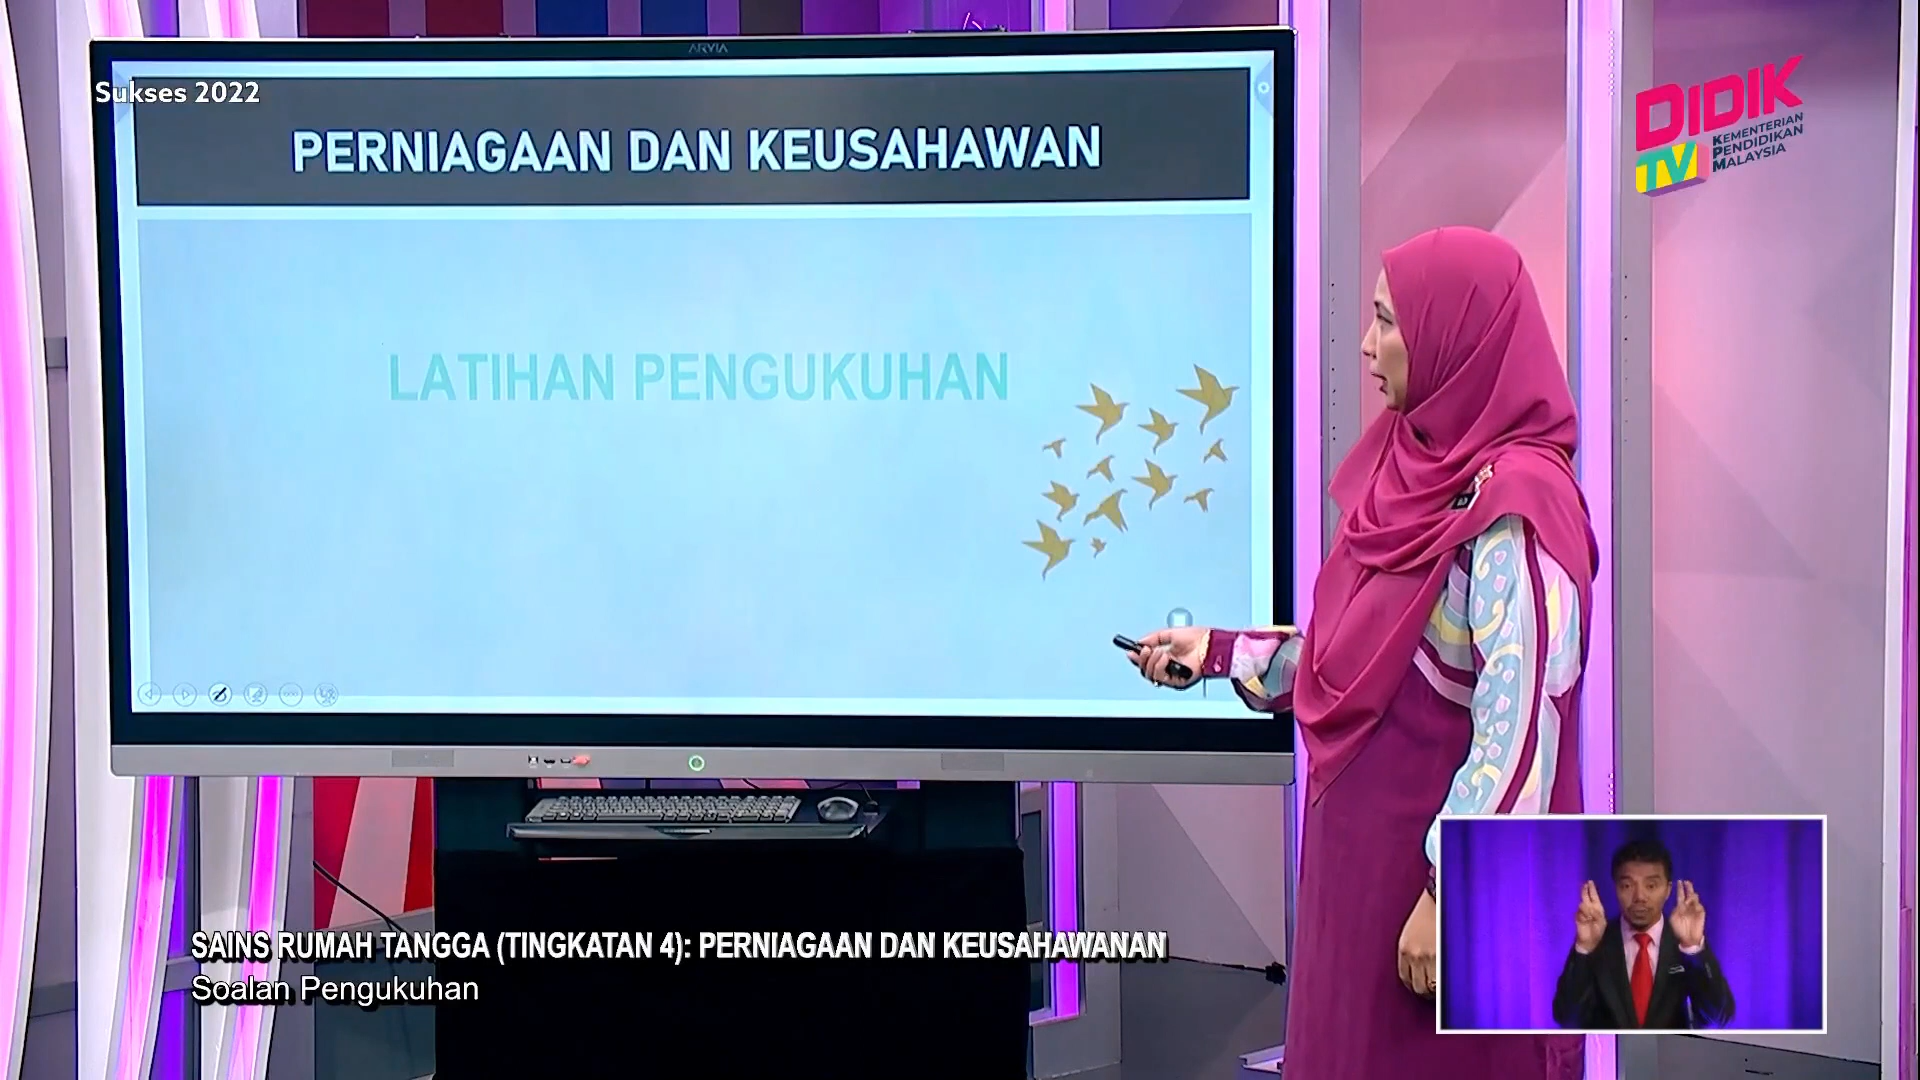 ARVIA
Sukses 2022
PERNIAGAAN DAN KEUSAHAWAN
LATIHAN PENGUKUHAN
DIDIK
TV
KEMENTERIAN
PENDIDIKAN
MALAYSIA
SAINS RUMAH TANGGA (TINGKATAN 4): PERNIAGAAN DAN KEUSAHAWANAN
Soalan Pengukuhan